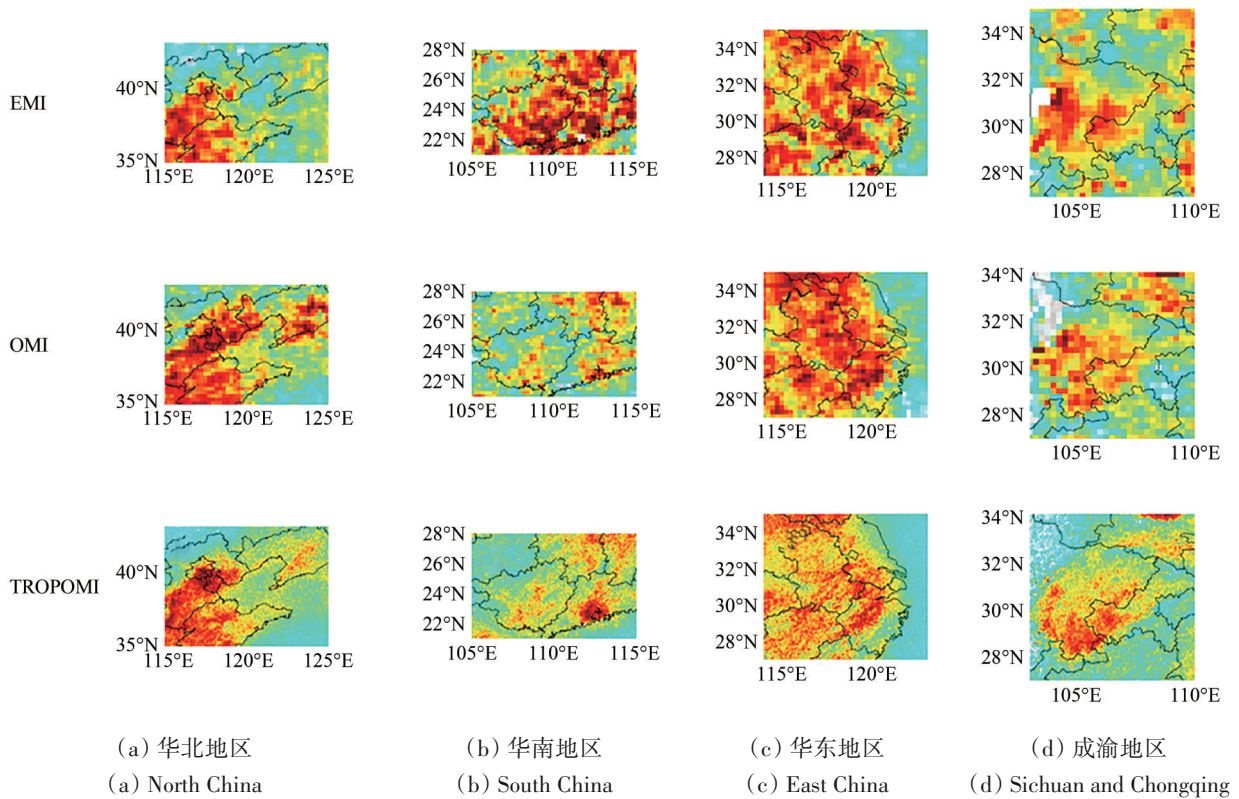 EMI
40°N
35°N
115°E 120°E 125°E
28°N
26°N
24°N
22°N
105°E 110°E 115°E
34°N
32°N
30°N
28°N
115°E 120°E
34°N
32°N
30°N
28°N
105°E 110°E
OMI
40°N
35°N
115°E 120°E 125°E
28°N
26°N
24°N
22°N
105°E 110°E 115°E
34°N
32°N
30°N
28°N
115°E 120°E
34°N
32°N
30°N
28°N
105°E 110°E
TROPOMI
40°N
35°N
115°E 120°E 125°E
28°N
26°N
24°N
22°N
105°E 110°E 115°E
34°N
32°N
30°N
28°N
115°E 120°E
34°N
32°N
30°N
28°N
105°E 110°E
(a) 华北地区
(a) North China
(b) 华南地区
(b) South China
(c) 华东地区
(c) East China
(d) 成渝地区
(d) Sichuan and Chongqing